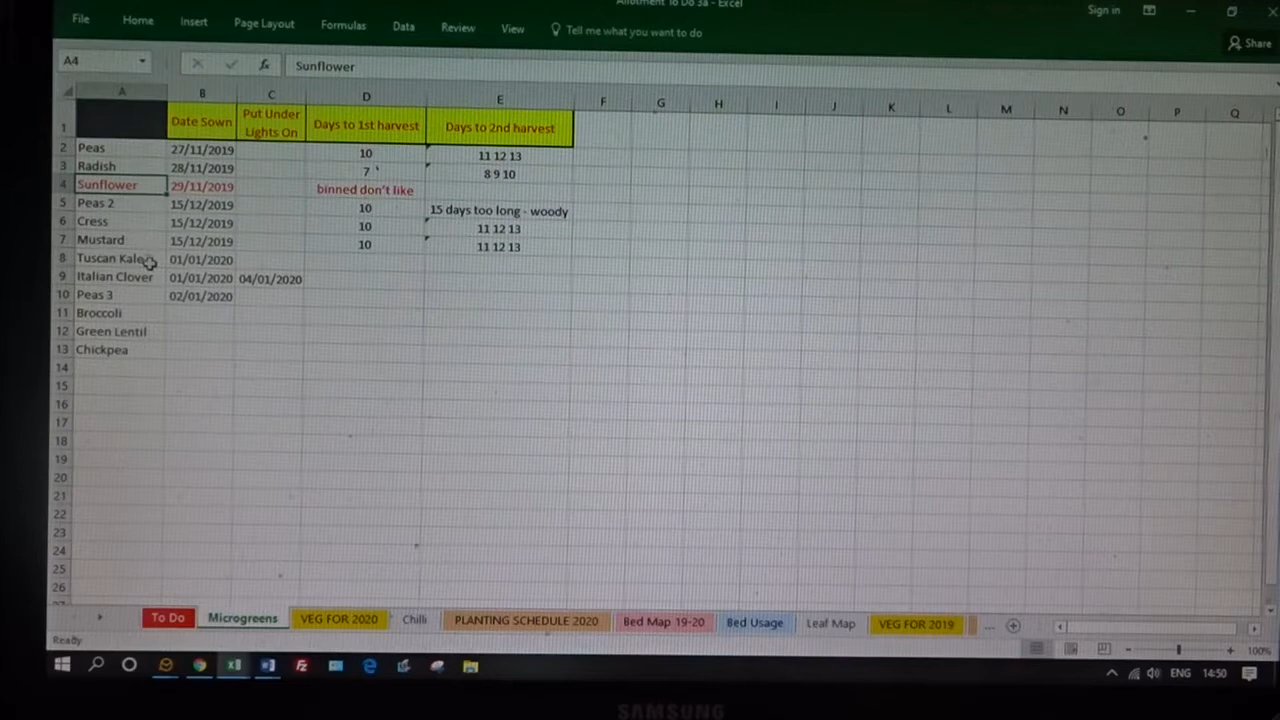 Allotment To Do 3a - Excel
Sign in
File Home Insert Page Layout Formulas Data Review View Tell me what you want to do
Share
A4 fx Sunflower
A B C D E F G H I J K L M N O P Q
1 Date Sown Put Under Lights On Days to 1st harvest Days to 2nd harvest
2 Peas 27/11/2019 10 11 12 13
3 Radish 28/11/2019 7 ` 8 9 10
4 Sunflower 29/11/2019 binned don't like
5 Peas 2 15/12/2019 10 15 days too long - woody
6 Cress 15/12/2019 10 11 12 13
7 Mustard 15/12/2019 10 11 12 13
8 Tuscan Kale 01/01/2020
9 Italian Clover 01/01/2020 04/01/2020
10 Peas 3 02/01/2020
11 Broccoli
12 Green Lentil
13 Chickpea
14
15
16
17
18
19
20
21
22
23
24
25
26
To Do Microgreens VEG FOR 2020 Chilli PLANTING SCHEDULE 2020 Bed Map 19-20 Bed Usage Leaf Map VEG FOR 2019 ...
Ready 100%
ENG 14:50
SAMSUNG